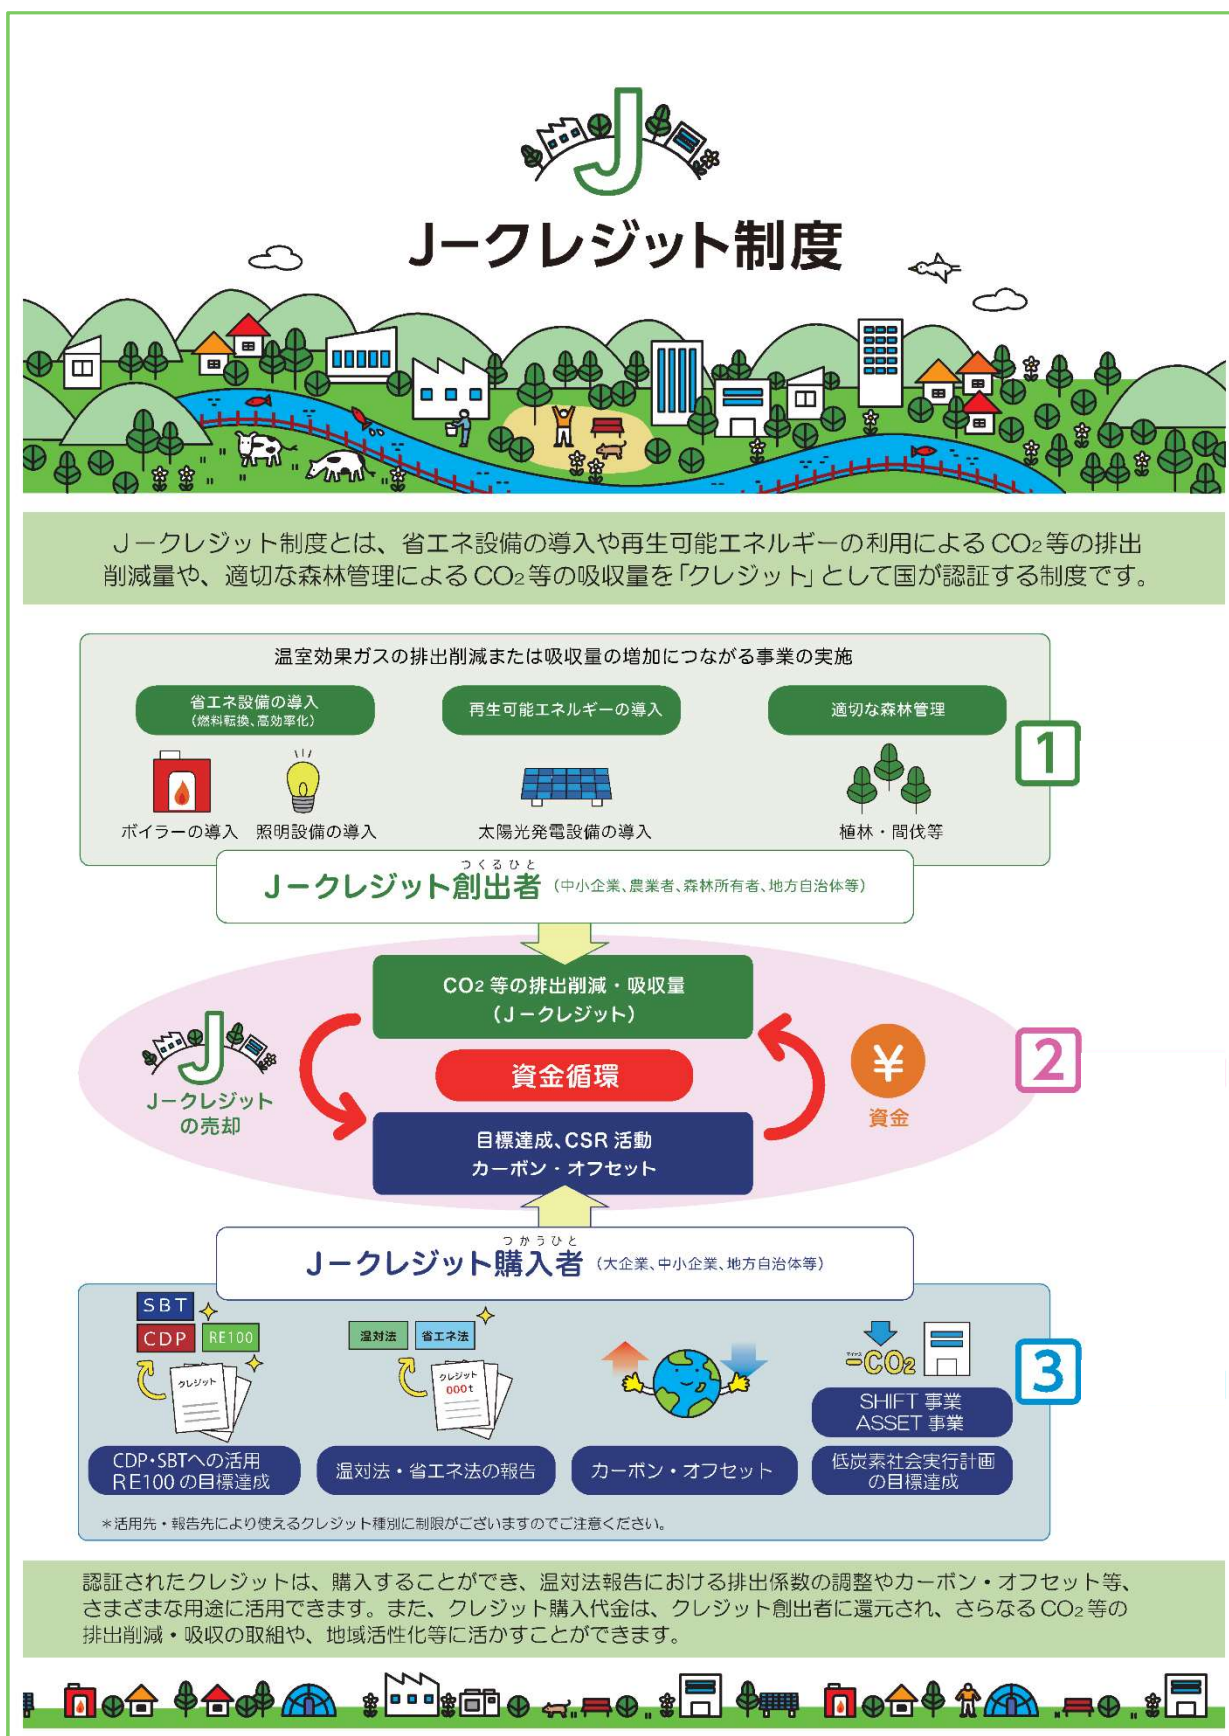 J
J－クレジット制度
J－クレジット制度とは、省エネ設備の導入や再生可能エネルギーの利用によるCO₂等の排出
削減量や、適切な森林管理によるCO₂等の吸収量を「クレジット」として国が認証する制度です。
温室効果ガスの排出削減または吸収量の増加につながる事業の実施
省エネ設備の導入
（燃料転換、高効率化）
再生可能エネルギーの導入
適切な森林管理
1
ボイラーの導入
照明設備の導入
太陽光発電設備の導入
植林・間伐等
つくるひと
J－クレジット創出者（中小企業、農業者、森林所有者、地方自治体等）
CO₂等の排出削減・吸収量
（J－クレジット）
J
J－クレジット
の売却
資金循環
¥
資金
2
目標達成、CSR活動
カーボン・オフセット
つかうひと
J－クレジット購入者（大企業、中小企業、地方自治体等）
SBT
CDP
RE100
クレジット
温対法
省エネ法
クレジット
000t
マイナス
-CO₂
3
SHIFT事業
ASSET事業
CDP・SBTへの活用
RE100の目標達成
温対法・省エネ法の報告
カーボン・オフセット
低炭素社会実行計画
の目標達成
＊活用先・報告先により使えるクレジット種別に制限がございますのでご注意ください。
認証されたクレジットは、購入することができ、温対法報告における排出係数の調整やカーボン・オフセット等、
さまざまな用途に活用できます。また、クレジット購入代金は、クレジット創出者に還元され、さらなるCO₂等の
排出削減・吸収の取組や、地域活性化等に活かすことができます。